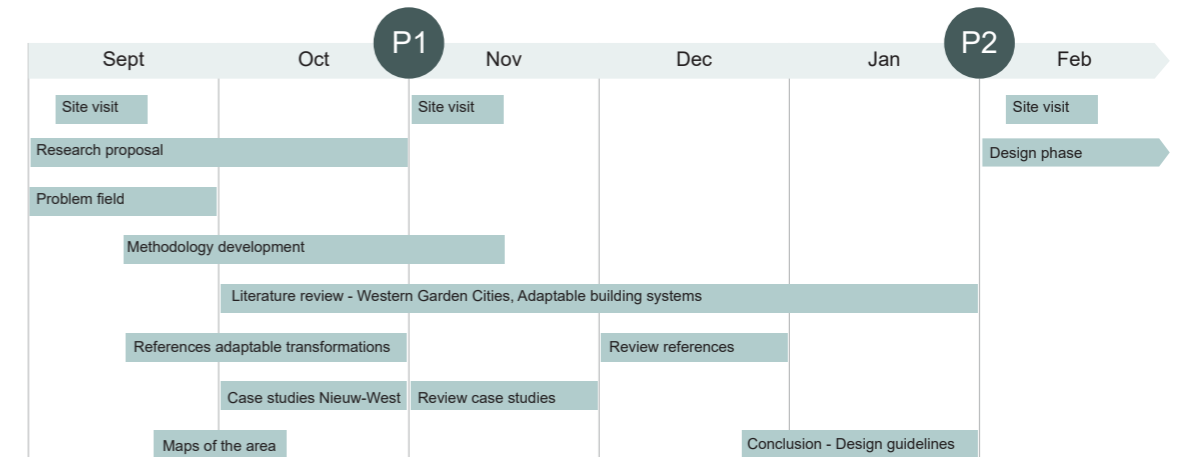 P1
P2
Sept
Oct
Nov
Dec
Jan
Feb
Site visit
Site visit
Site visit
Research proposal
Design phase
Problem field
Methodology development
Literature review - Western Garden Cities, Adaptable building systems
References adaptable transformations
Review references
Case studies Nieuw-West
Review case studies
Maps of the area
Conclusion - Design guidelines